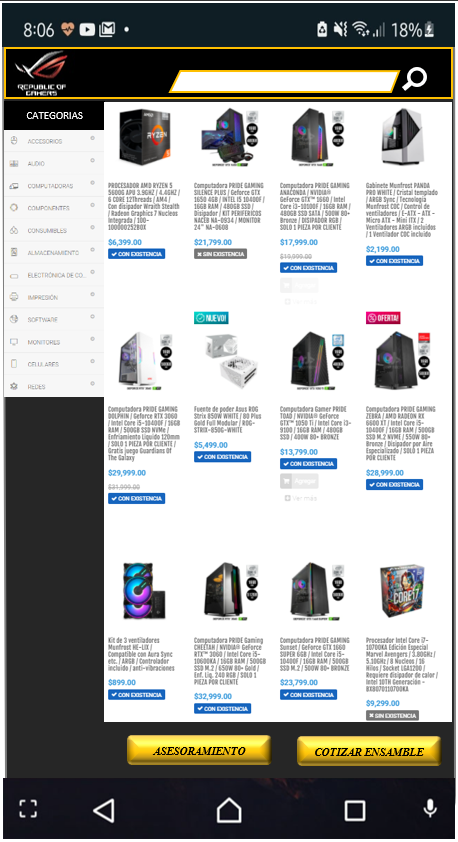 8:06
18%
REPUBLIC OF
GAMERS
CATEGORIAS
ACCESORIOS
AUDIO
COMPUTADORAS
COMPONENTES
CONSUMIBLES
ALMACENAMIENTO
ELECTRÓNICA DE CO...
IMPRESIÓN
SOFTWARE
MONITORES
CELULARES
REDES
PROCESADOR AMD RYZEN 5
5600G APU 3.9GHZ / 4.4GHZ /
6 CORE 12Threads / AM4 /
Con disipador Wraith Stealth
/ Radeon Graphics 7 Nucleos
integrada / 100-
100000252BOX
$6,399.00
CON EXISTENCIA
Computadora PRIDE GAMING
SILENCE PLUS / Geforce GTX
1650 4GB / INTEL I5 10400F /
16GB RAM / 480GB SSD /
Disipador / KIT PERIFERICOS
NACEB NA-0914 / MONITOR
24" NA-060B
$21,799.00
SIN EXISTENCIA
Computadora PRIDE GAMING
ANACONDA / NVIDIA®
GeForce GTX™ 1660 / Intel
Core i3-10100F / 16GB RAM /
480GB SSD SATA / 500W 80+
Bronze / DISIPADOR RGB /
SOLO 1 PIEZA POR CLIENTE
$17,999.00
$19,999.00
CON EXISTENCIA
Gabinete Munfrost PANDA
PRO WHITE / Cristal templado
/ ARGB Sync / Tecnología
Munfrost COC / Control de
ventiladores / E-ATX - ATX -
Micro ATX - Mini ITX / 2
Ventiladores ARGB incluidos
/ 1 Ventilador COC incluido
$2,199.00
CON EXISTENCIA
Computadora PRIDE GAMING
DOLPHIN / Geforce RTX 3060
/ Intel Core i5-10400F / 16GB
RAM / 500GB SSD NVMe /
Enfriamiento Liquido 120mm
/ SOLO 1 PIEZA POR CLIENTE /
Gratis juego Guardians Of
The Galaxy
$29,999.00
$31,999.00
CON EXISTENCIA
¡NUEVO!
Fuente de poder Asus ROG
Strix 850W WHITE / 80 Plus
Gold Full Modular / ROG-
STRIX-850G-WHITE
$5,499.00
CON EXISTENCIA
Computadora Gamer PRIDE
TOAD / NVIDIA® GeForce
GTX™ 1050 Ti / Intel Core i3-
9100 / 16GB RAM / 480GB
SSD / 400W 80+ BRONZE
$13,799.00
CON EXISTENCIA
Agregar
Ver más
¡OFERTA!
Computadora PRIDE GAMING
ZEBRA / AMD RADEON RX
6600 XT / Intel Core i5-
10400F / 16GB RAM / 500GB
SSD M.2 NVME / 550W 80+
Bronze / Disipador por Aire
Especializado / SOLO 1 PIEZA
POR CLIENTE
$28,999.00
CON EXISTENCIA
Kit de 3 ventiladores
Munfrost HE-LIX /
Compatible con Aura Sync
etc. / ARGB / Controlador
incluido / anti-vibraciones
$899.00
CON EXISTENCIA
Computadora PRIDE Gaming
CHEETAH / NVIDIA® GeForce
RTX™ 3060 / Intel Core i5-
10600KA / 16GB RAM / 500GB
SSD M.2 / 650W 80+ Gold /
Enf. Liq. 240 RGB / SOLO 1
PIEZA POR CLIENTE
$32,999.00
CON EXISTENCIA
Computadora PRIDE GAMING
Sunset / GeForce GTX 1660
SUPER 6GB / Intel Core i5-
10400F / 16GB RAM / 500GB
SSD M.2 / 500W 80+ BRONZE
$23,799.00
CON EXISTENCIA
Procesador Intel Core i7-
10700KA Edición Especial
Marvel Avengers / 3.80GHz /
5.10GHz / 8 Nucleos / 16
Hilos / Socket LGA1200 /
Requiere disipador de calor /
Intel 10TH Generación -
BX8070110700KA
$9,299.00
SIN EXISTENCIA
ASESORAMIENTO
COTIZAR ENSAMBLE